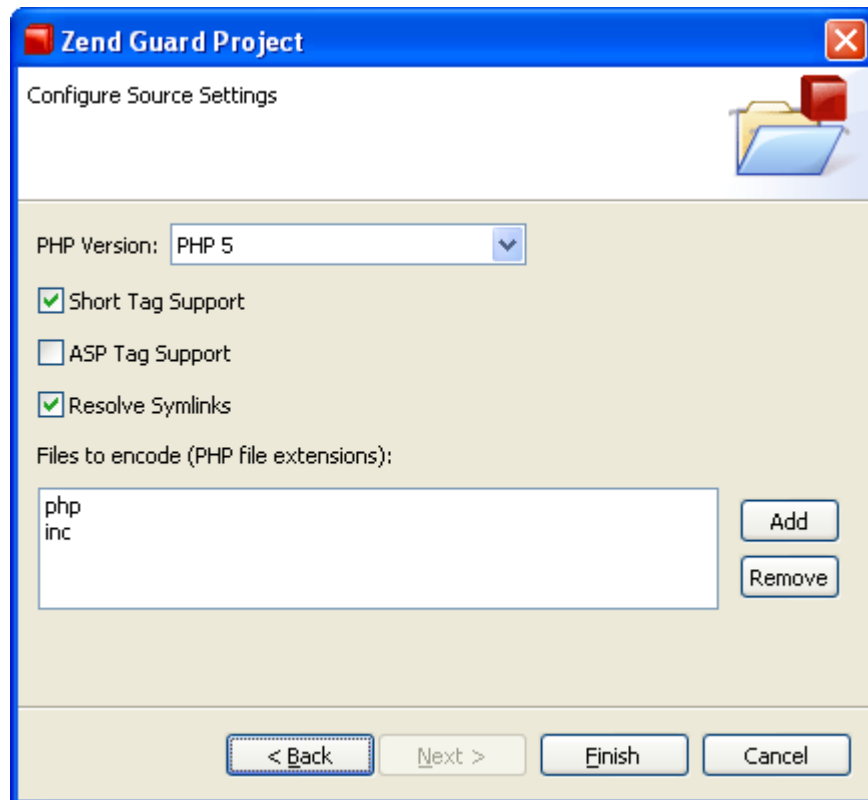 Zend Guard Project
Configure Source Settings
PHP Version: PHP 5
Short Tag Support
ASP Tag Support
Resolve Symlinks
Files to encode (PHP file extensions):
php
inc
Add
Remove
< Back Next > Finish Cancel